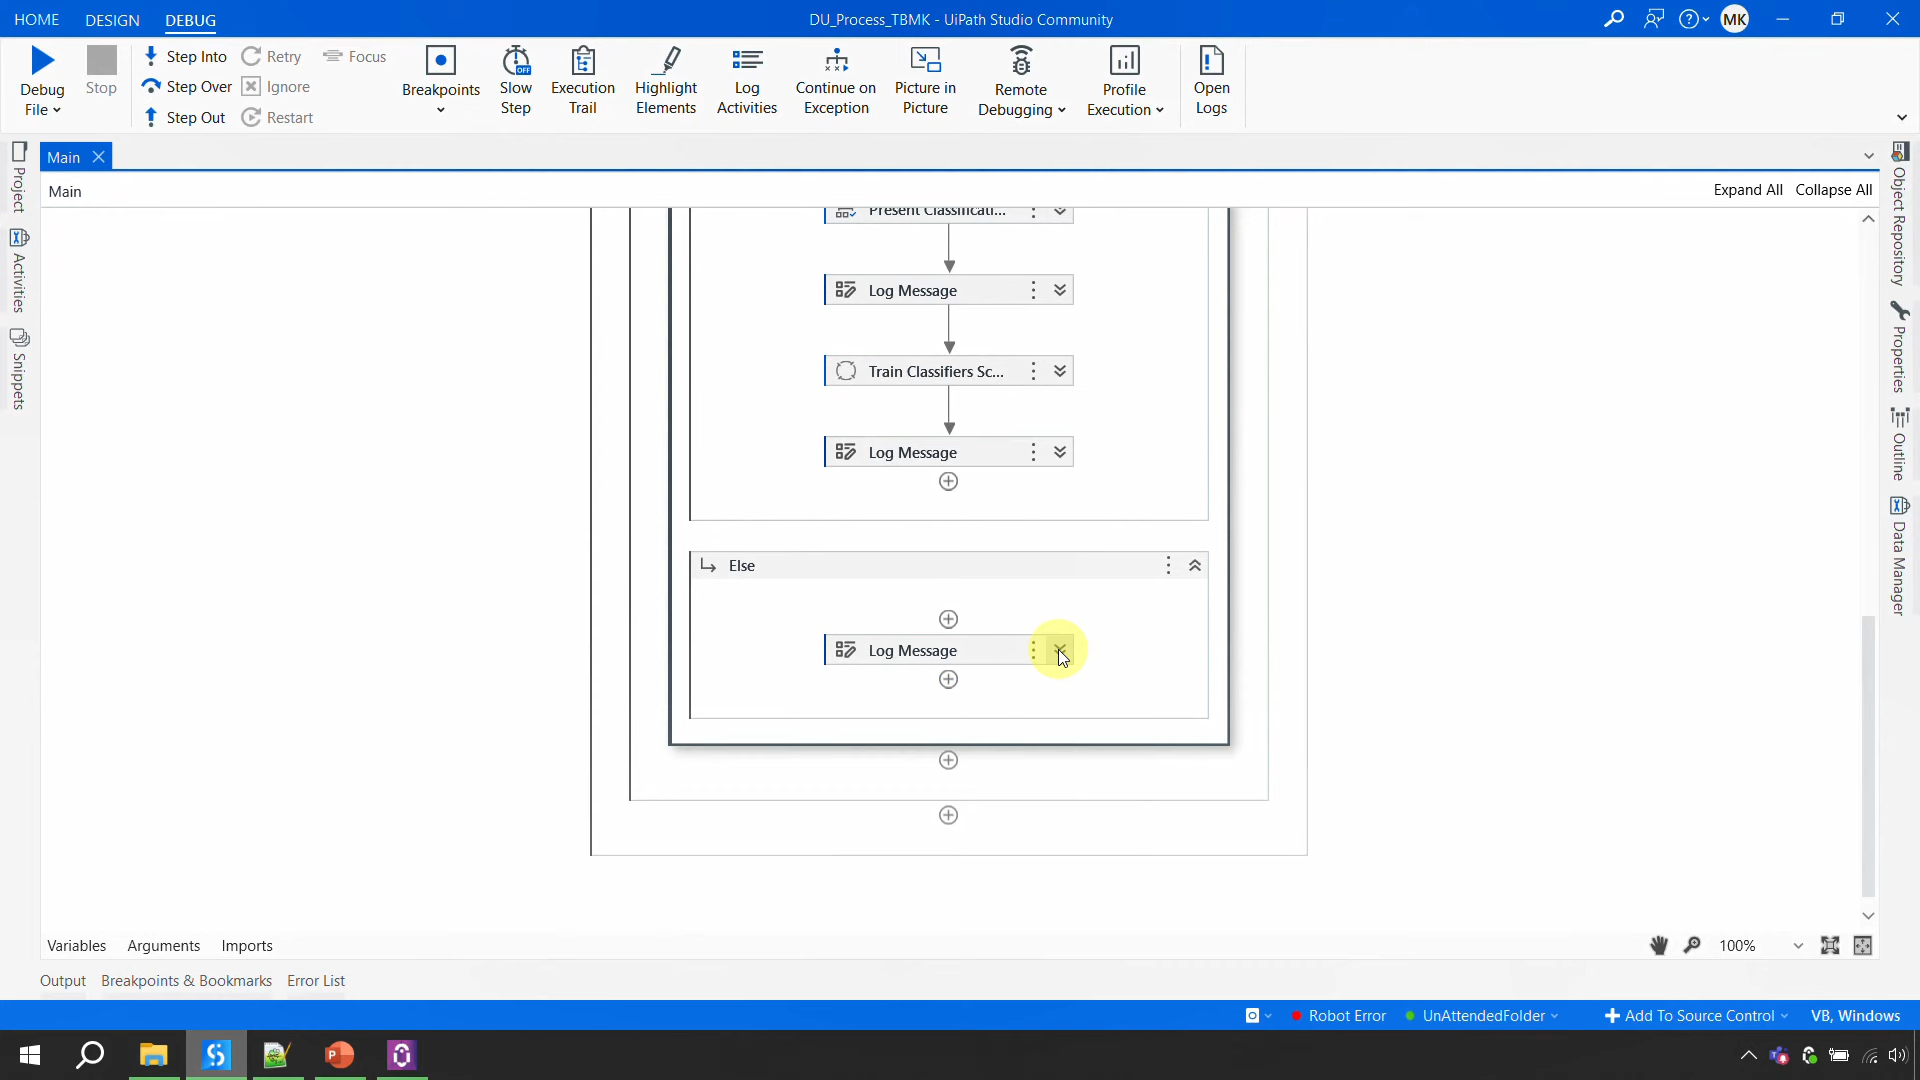 HOME DESIGN DEBUG
DU_Process_TBMK - UiPath Studio Community
MK
Debug File
Stop
Step Into
Step Over
Step Out
Retry
Ignore
Restart
Focus
Breakpoints
Slow Step
OFF
Execution Trail
Highlight Elements
Log Activities
Continue on Exception
Picture in Picture
Remote Debugging
Profile Execution
Open Logs
Main
Main
Expand All Collapse All
Project
Activities
Snippets
Object Repository
Properties
Outline
Data Manager
Present Classificati...
Log Message
Train Classifiers Sc...
Log Message
Else
Log Message
Variables Arguments Imports
100%
Output Breakpoints & Bookmarks Error List
Robot Error
UnAttendedFolder
Add To Source Control
VB, Windows